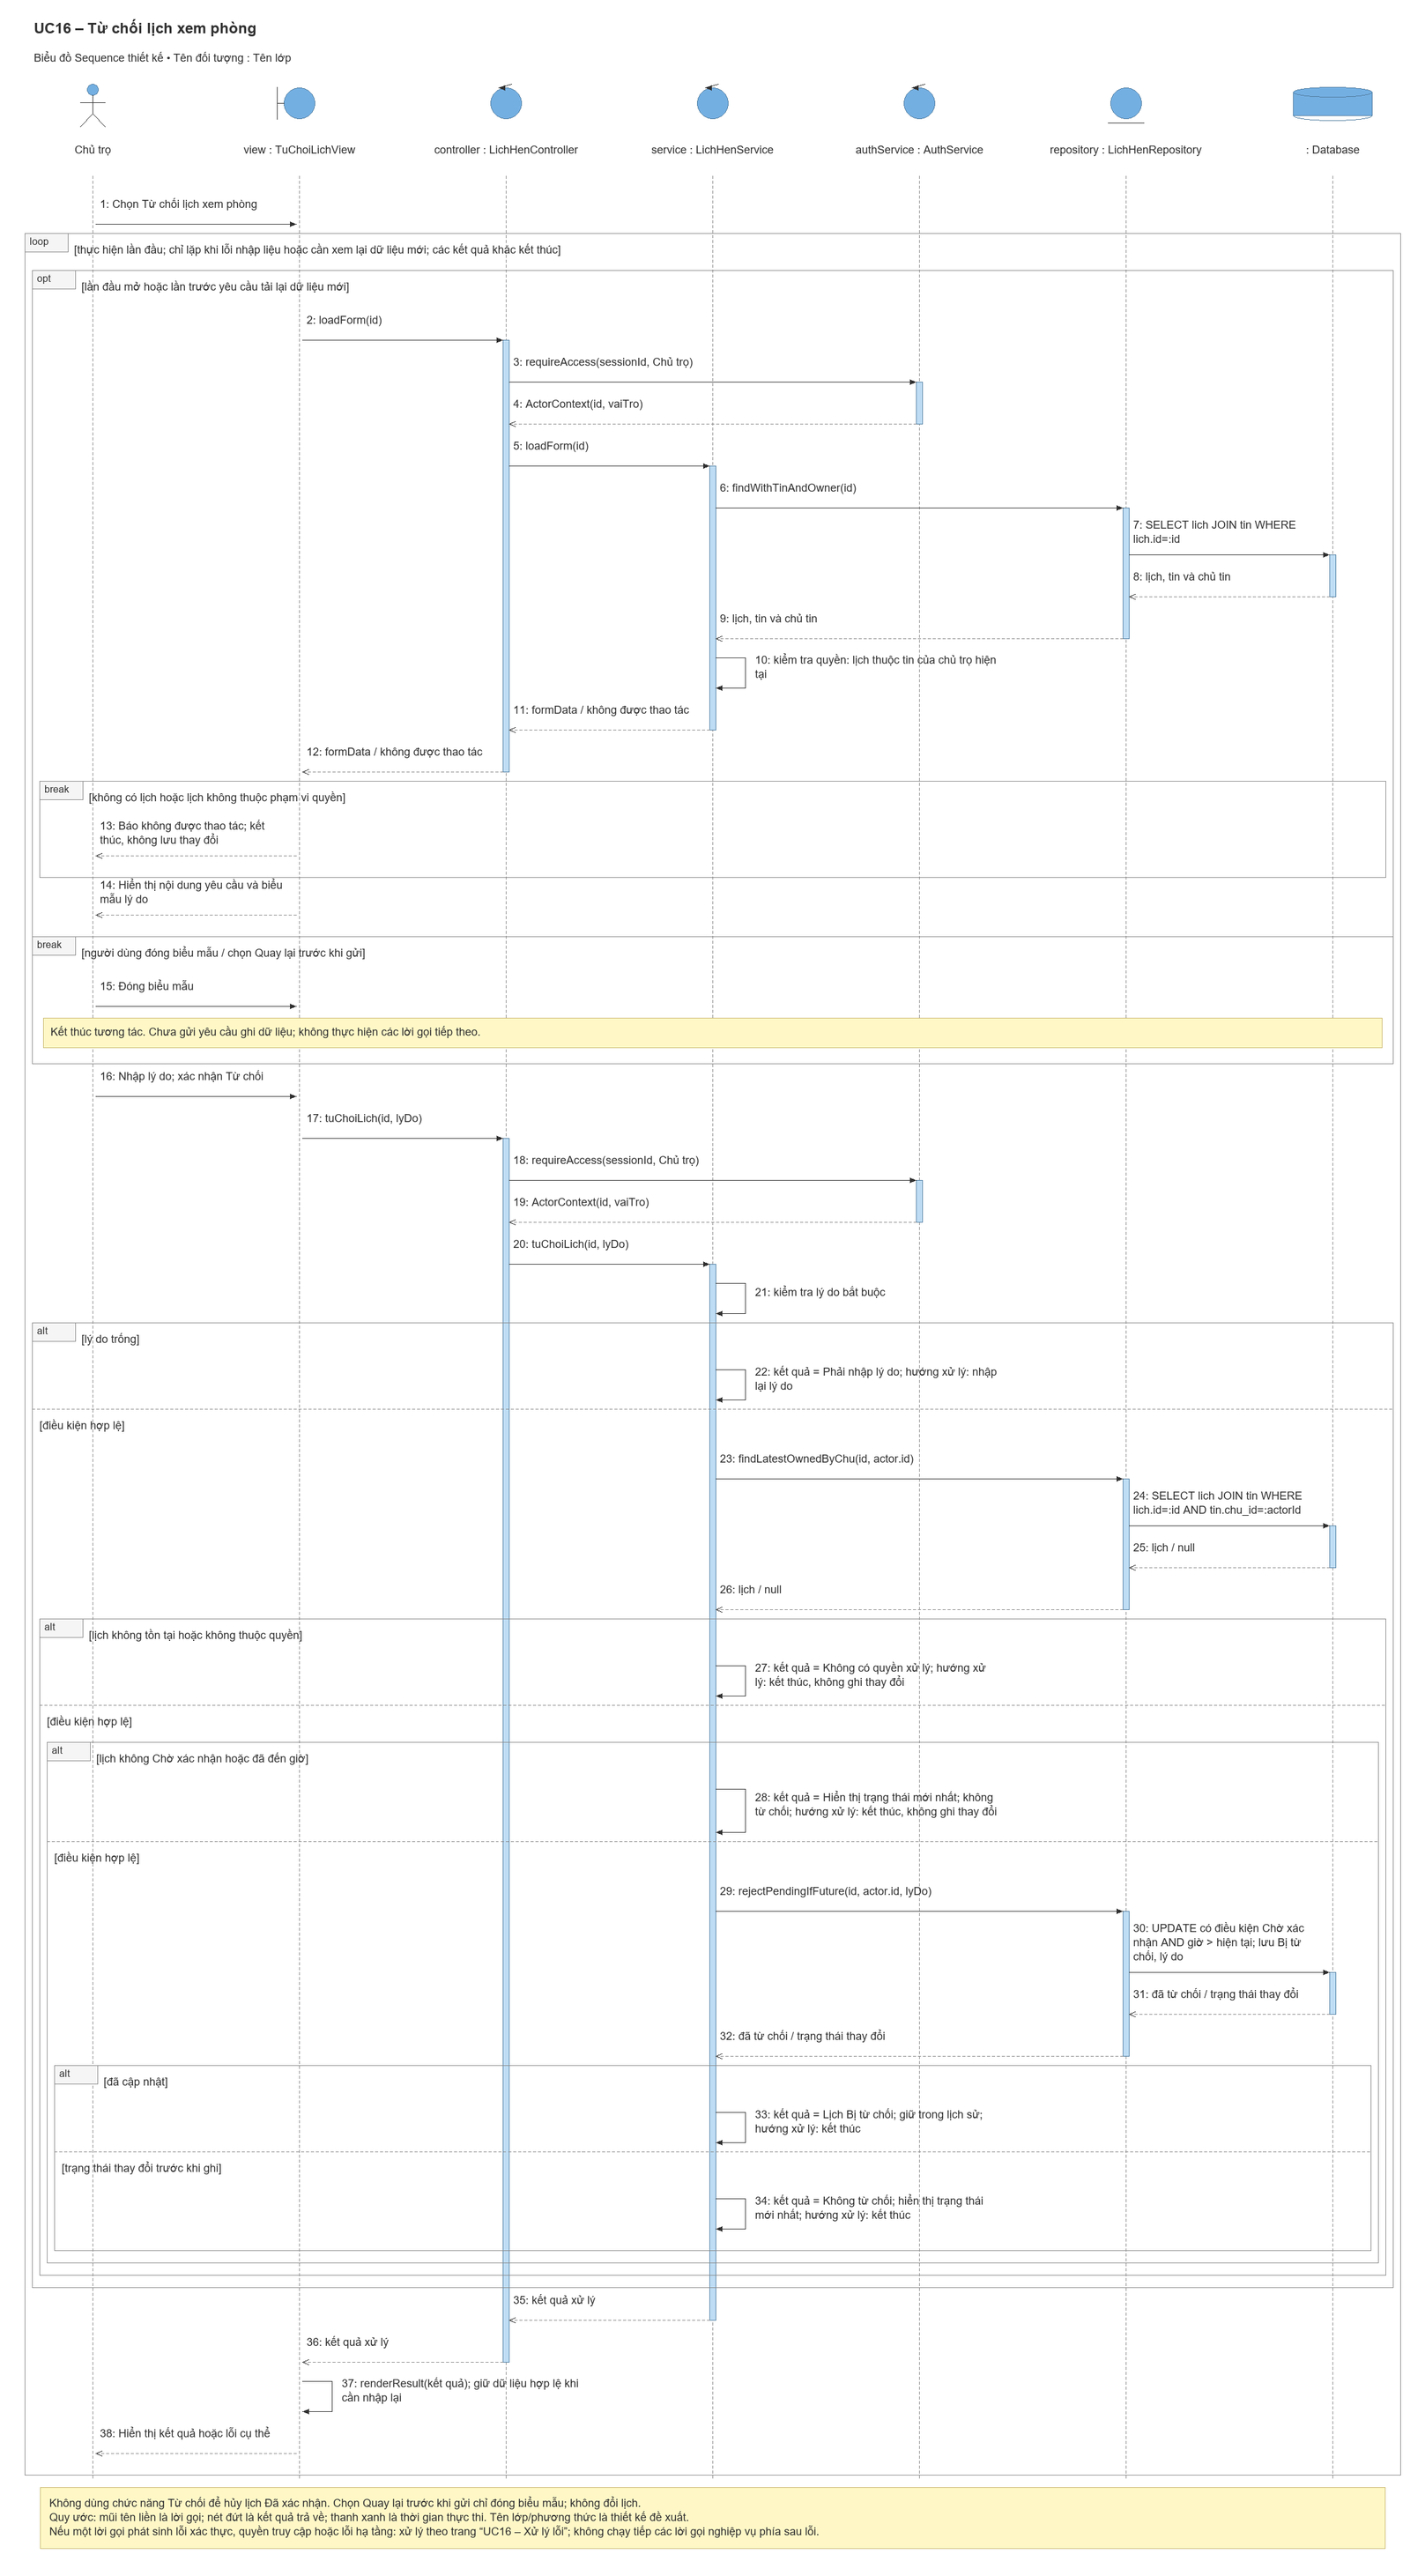 UC16 – Từ chối lịch xem phòng
Biểu đồ Sequence thiết kế • Tên đối tượng : Tên lớp
Chủ trọ
view : TuChoiLichView
controller : LichHenController
service : LichHenService
authService : AuthService
repository : LichHenRepository
: Database
1: Chọn Từ chối lịch xem phòng
loop
[thực hiện lần đầu; chỉ lặp khi lỗi nhập liệu hoặc cần xem lại dữ liệu mới; các kết quả khác kết thúc]
opt
[lần đầu mở hoặc lần trước yêu cầu tải lại dữ liệu mới]
2: loadForm(id)
3: requireAccess(sessionId, Chủ trọ)
4: ActorContext(id, vaiTro)
5: loadForm(id)
6: findWithTinAndOwner(id)
7: SELECT lich JOIN tin WHERE
lich.id=:id
8: lịch, tin và chủ tin
9: lịch, tin và chủ tin
10: kiểm tra quyền: lịch thuộc tin của chủ trọ hiện
tại
11: formData / không được thao tác
12: formData / không được thao tác
break
[không có lịch hoặc lịch không thuộc phạm vi quyền]
13: Báo không được thao tác; kết
thúc, không lưu thay đổi
14: Hiển thị nội dung yêu cầu và biểu
mẫu lý do
break
[người dùng đóng biểu mẫu / chọn Quay lại trước khi gửi]
15: Đóng biểu mẫu
Kết thúc tương tác. Chưa gửi yêu cầu ghi dữ liệu; không thực hiện các lời gọi tiếp theo.
16: Nhập lý do; xác nhận Từ chối
17: tuChoiLich(id, lyDo)
18: requireAccess(sessionId, Chủ trọ)
19: ActorContext(id, vaiTro)
20: tuChoiLich(id, lyDo)
21: kiểm tra lý do bắt buộc
alt
[lý do trống]
22: kết quả = Phải nhập lý do; hướng xử lý: nhập
lại lý do
[điều kiện hợp lệ]
23: findLatestOwnedByChu(id, actor.id)
24: SELECT lich JOIN tin WHERE
lich.id=:id AND tin.chu_id=:actorId
25: lịch / null
26: lịch / null
alt
[lịch không tồn tại hoặc không thuộc quyền]
27: kết quả = Không có quyền xử lý; hướng xử
lý: kết thúc, không ghi thay đổi
[điều kiện hợp lệ]
alt
[lịch không Chờ xác nhận hoặc đã đến giờ]
28: kết quả = Hiển thị trạng thái mới nhất; không
từ chối; hướng xử lý: kết thúc, không ghi thay đổi
[điều kiện hợp lệ]
29: rejectPendingIfFuture(id, actor.id, lyDo)
30: UPDATE có điều kiện Chờ xác
nhận AND giờ > hiện tại; lưu Bị từ
chối, lý do
31: đã từ chối / trạng thái thay đổi
32: đã từ chối / trạng thái thay đổi
alt
[đã cập nhật]
33: kết quả = Lịch Bị từ chối; giữ trong lịch sử;
hướng xử lý: kết thúc
[trạng thái thay đổi trước khi ghi]
34: kết quả = Không từ chối; hiển thị trạng thái
mới nhất; hướng xử lý: kết thúc
35: kết quả xử lý
36: kết quả xử lý
37: renderResult(kết quả); giữ dữ liệu hợp lệ khi
cần nhập lại
38: Hiển thị kết quả hoặc lỗi cụ thể
Không dùng chức năng Từ chối để hủy lịch Đã xác nhận. Chọn Quay lại trước khi gửi chỉ đóng biểu mẫu; không đổi lịch.
Quy ước: mũi tên liền là lời gọi; nét đứt là kết quả trả về; thanh xanh là thời gian thực thi. Tên lớp/phương thức là thiết kế đề xuất.
Nếu một lời gọi phát sinh lỗi xác thực, quyền truy cập hoặc lỗi hạ tầng: xử lý theo trang “UC16 – Xử lý lỗi”; không chạy tiếp các lời gọi nghiệp vụ phía sau lỗi.